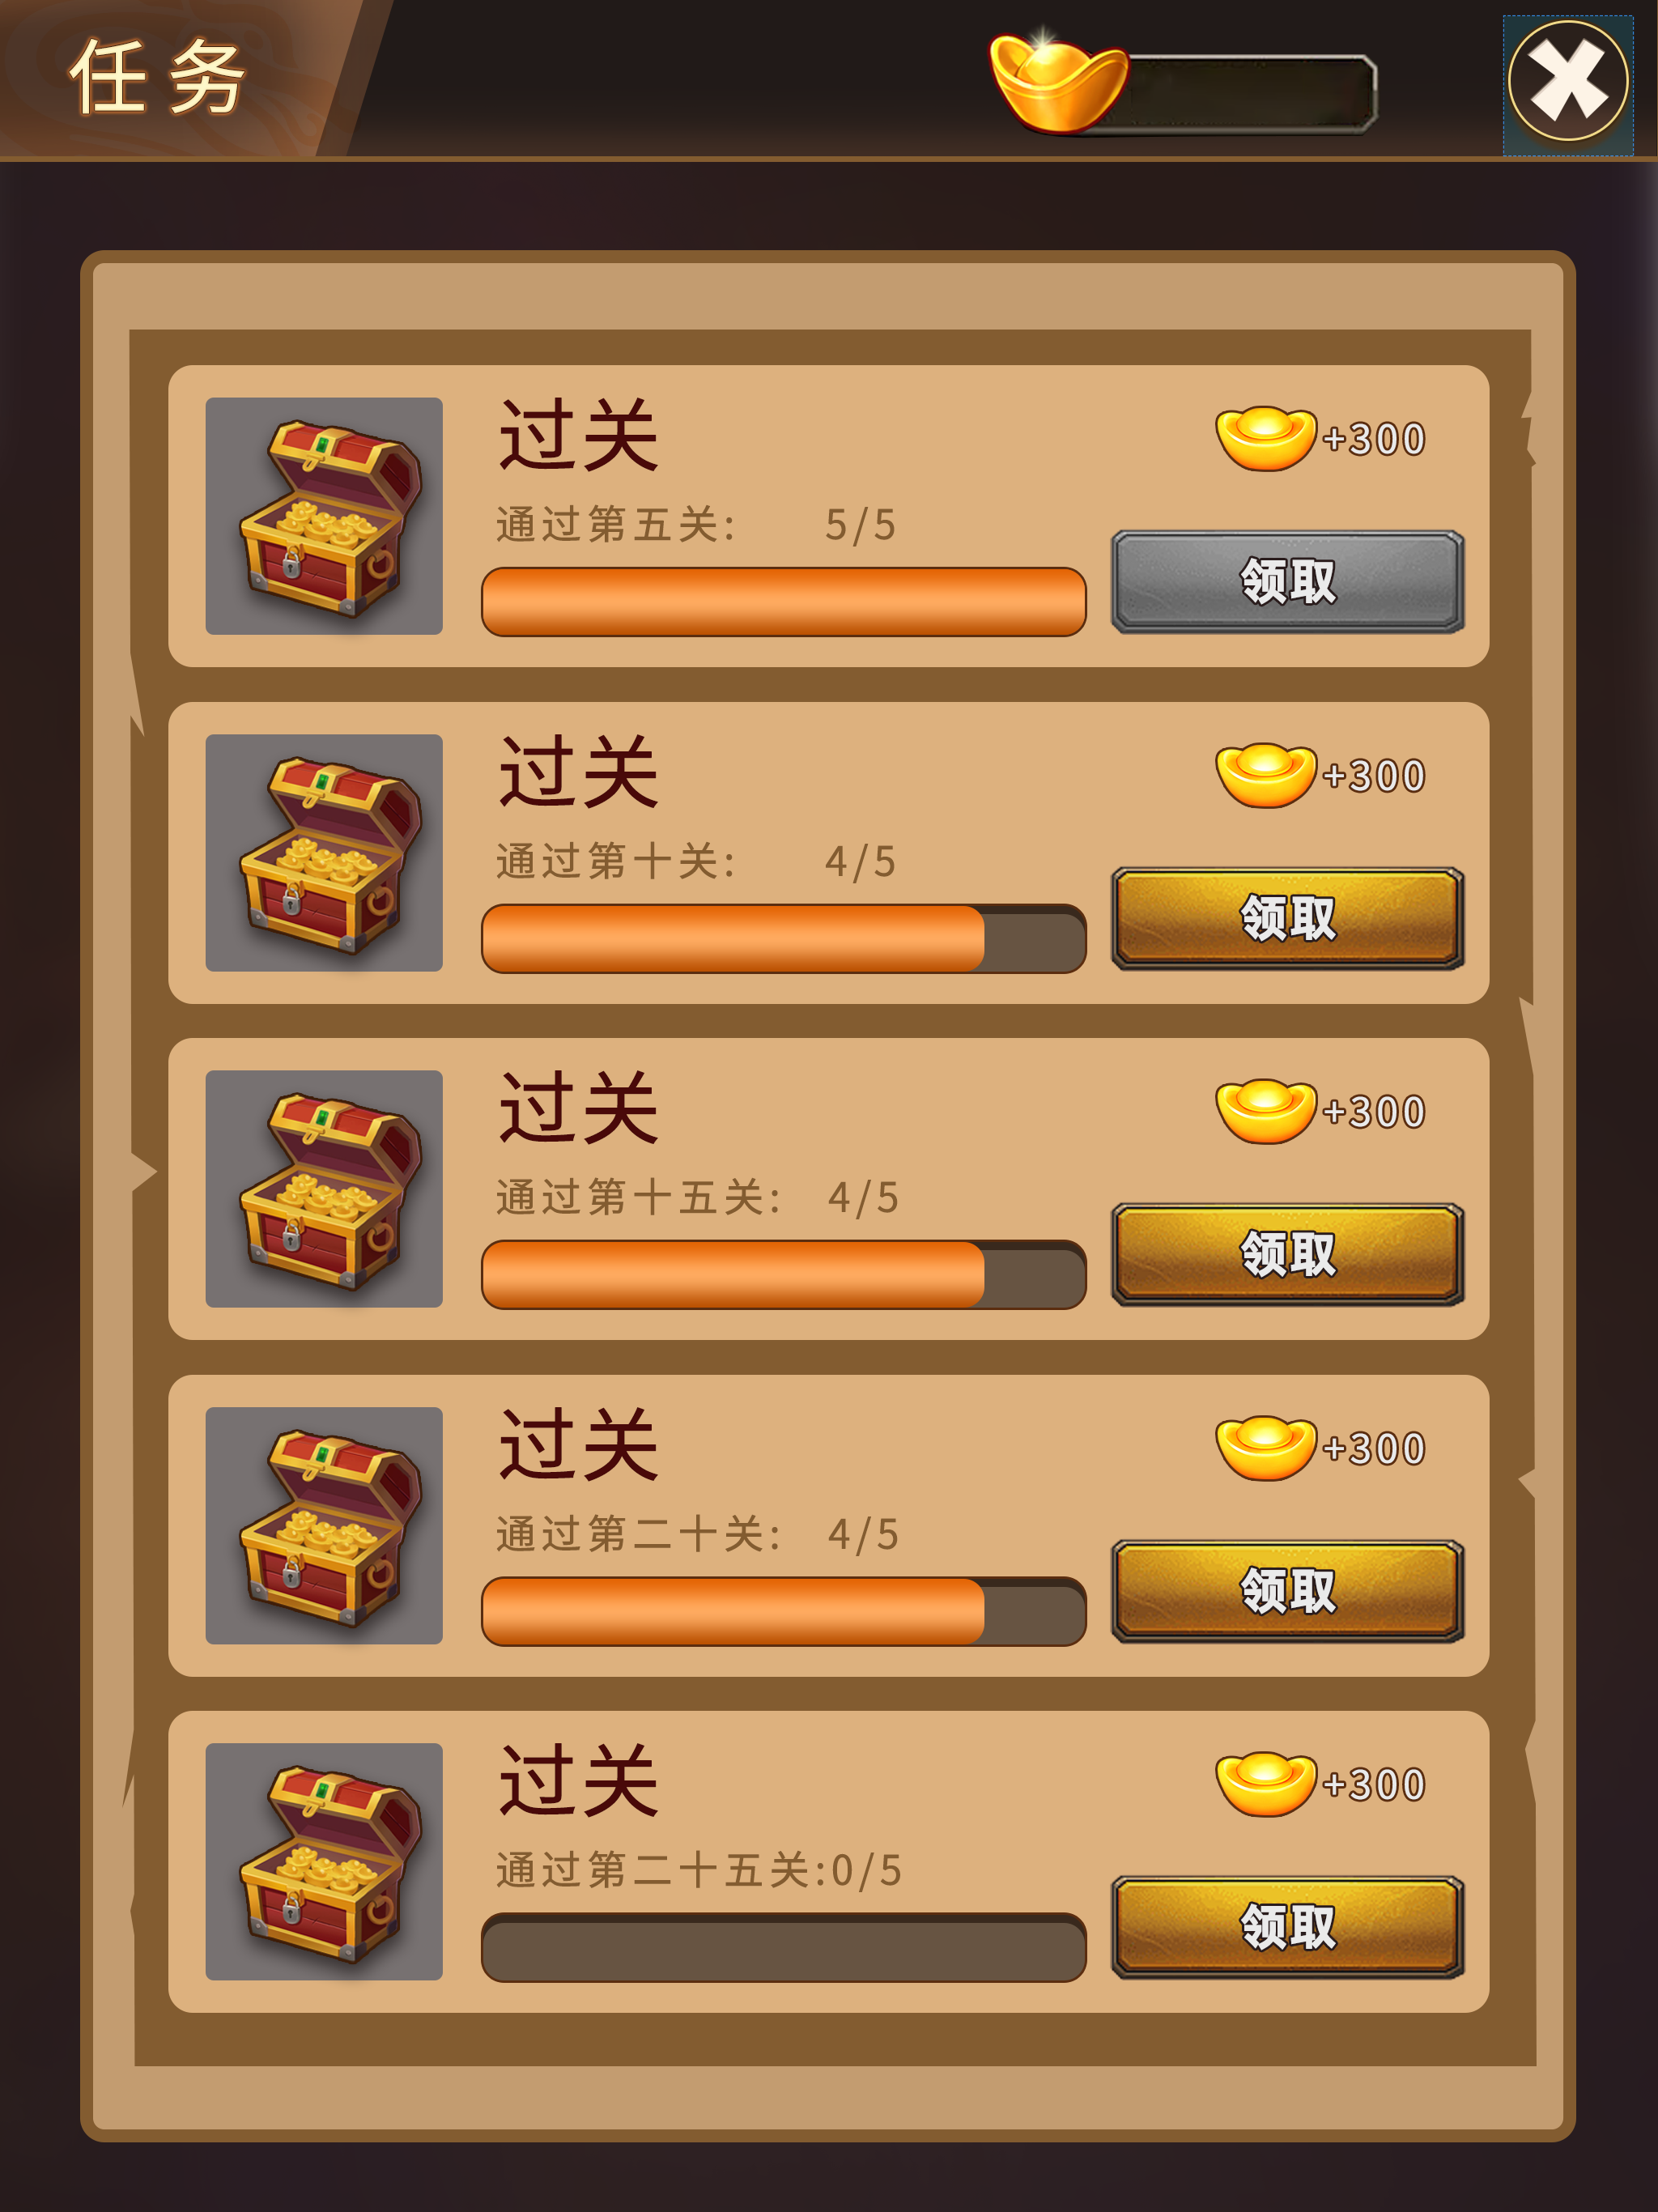 任务
过关
+300
通过第五关: 5/5
领取
过关
+300
通过第十关: 4/5
领取
过关
+300
通过第十五关: 4/5
领取
过关
+300
通过第二十关: 4/5
领取
过关
+300
通过第二十五关:0/5
领取